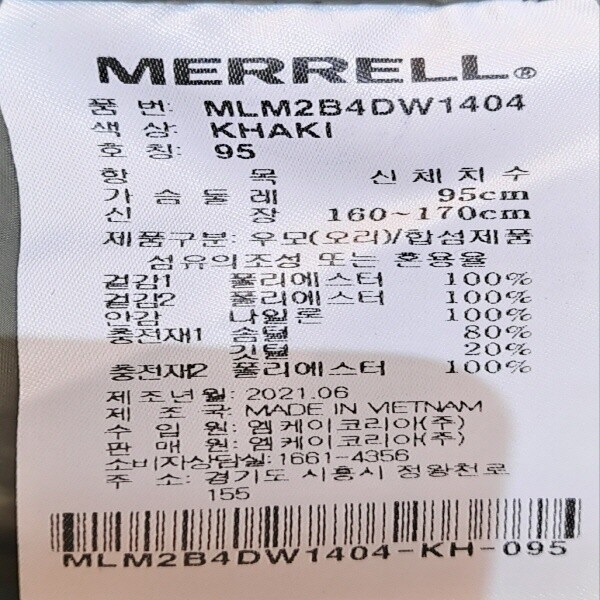 MERRELL®
품 번: MLM2B4DW1404
색 상: KHAKI
호 칭: 95
항 목 신 체 치 수
가 슴 둘 레 95cm
신 장 160~170cm
제품구분: 우모(오리)/합섬제품
섬유의조성 또는 혼용율
겉감1 폴리에스터 100%
겉감2 폴리에스터 100%
안감 나일론 100%
충전재1 솜털 80%
깃털 20%
충전재2 폴리에스터 100%
제 조년 월: 2021.06
제 조 국: MADE IN VIETNAM
수 입 원: 엠케이코리아(주)
판 매 원: 엠케이코리아(주)
소비자상담실: 1661-4356
주 소: 경기도 시흥시 정왕천로
155
MLM2B4DW1404-KH-095